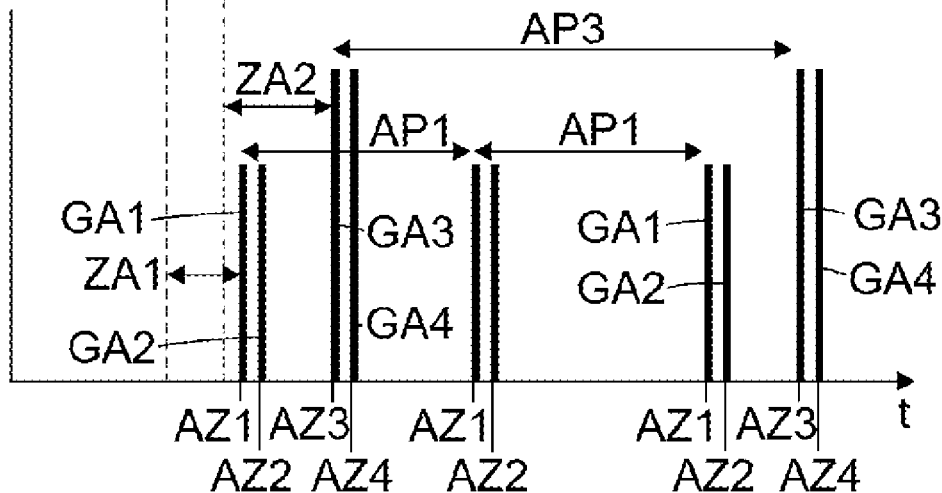 AP3
ZA2
AP1 AP1
GA1 GA3 GA1 GA3
ZA1 GA2 GA4
GA2 GA4
t
AZ1 AZ3 AZ1 AZ1 AZ3
AZ2 AZ4 AZ2 AZ2 AZ4